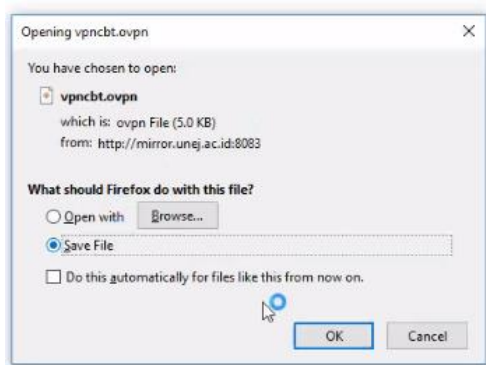 Opening vpncbt.ovpn
You have chosen to open:
vpncbt.ovpn
which is: ovpn File (5.0 KB)
from: http://mirror.unej.ac.id:8083
What should Firefox do with this file?
Open with Browse...
Save File
Do this automatically for files like this from now on.
OK Cancel